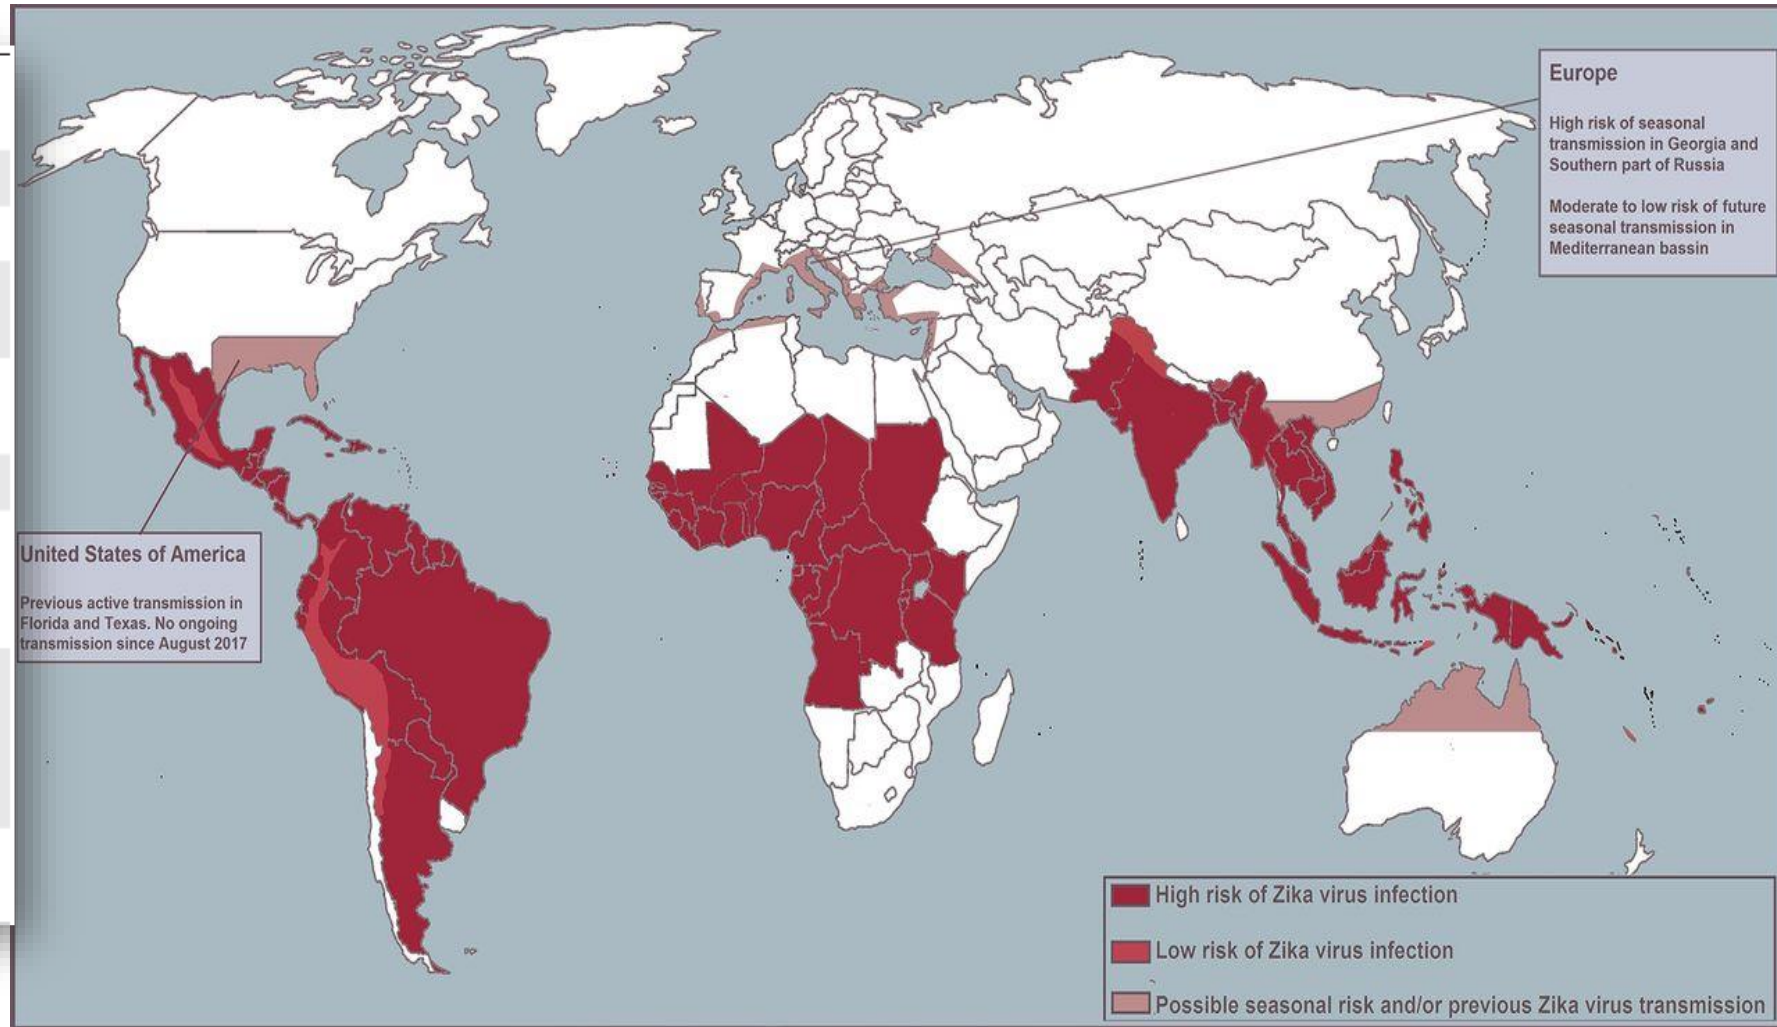 Europe
High risk of seasonal
transmission in Georgia and
Southern part of Russia
Moderate to low risk of future
seasonal transmission in
Mediterranean bassin
United States of America
Previous active transmission in
Florida and Texas. No ongoing
transmission since August 2017
High risk of Zika virus infection
Low risk of Zika virus infection
Possible seasonal risk and/or previous Zika virus transmission